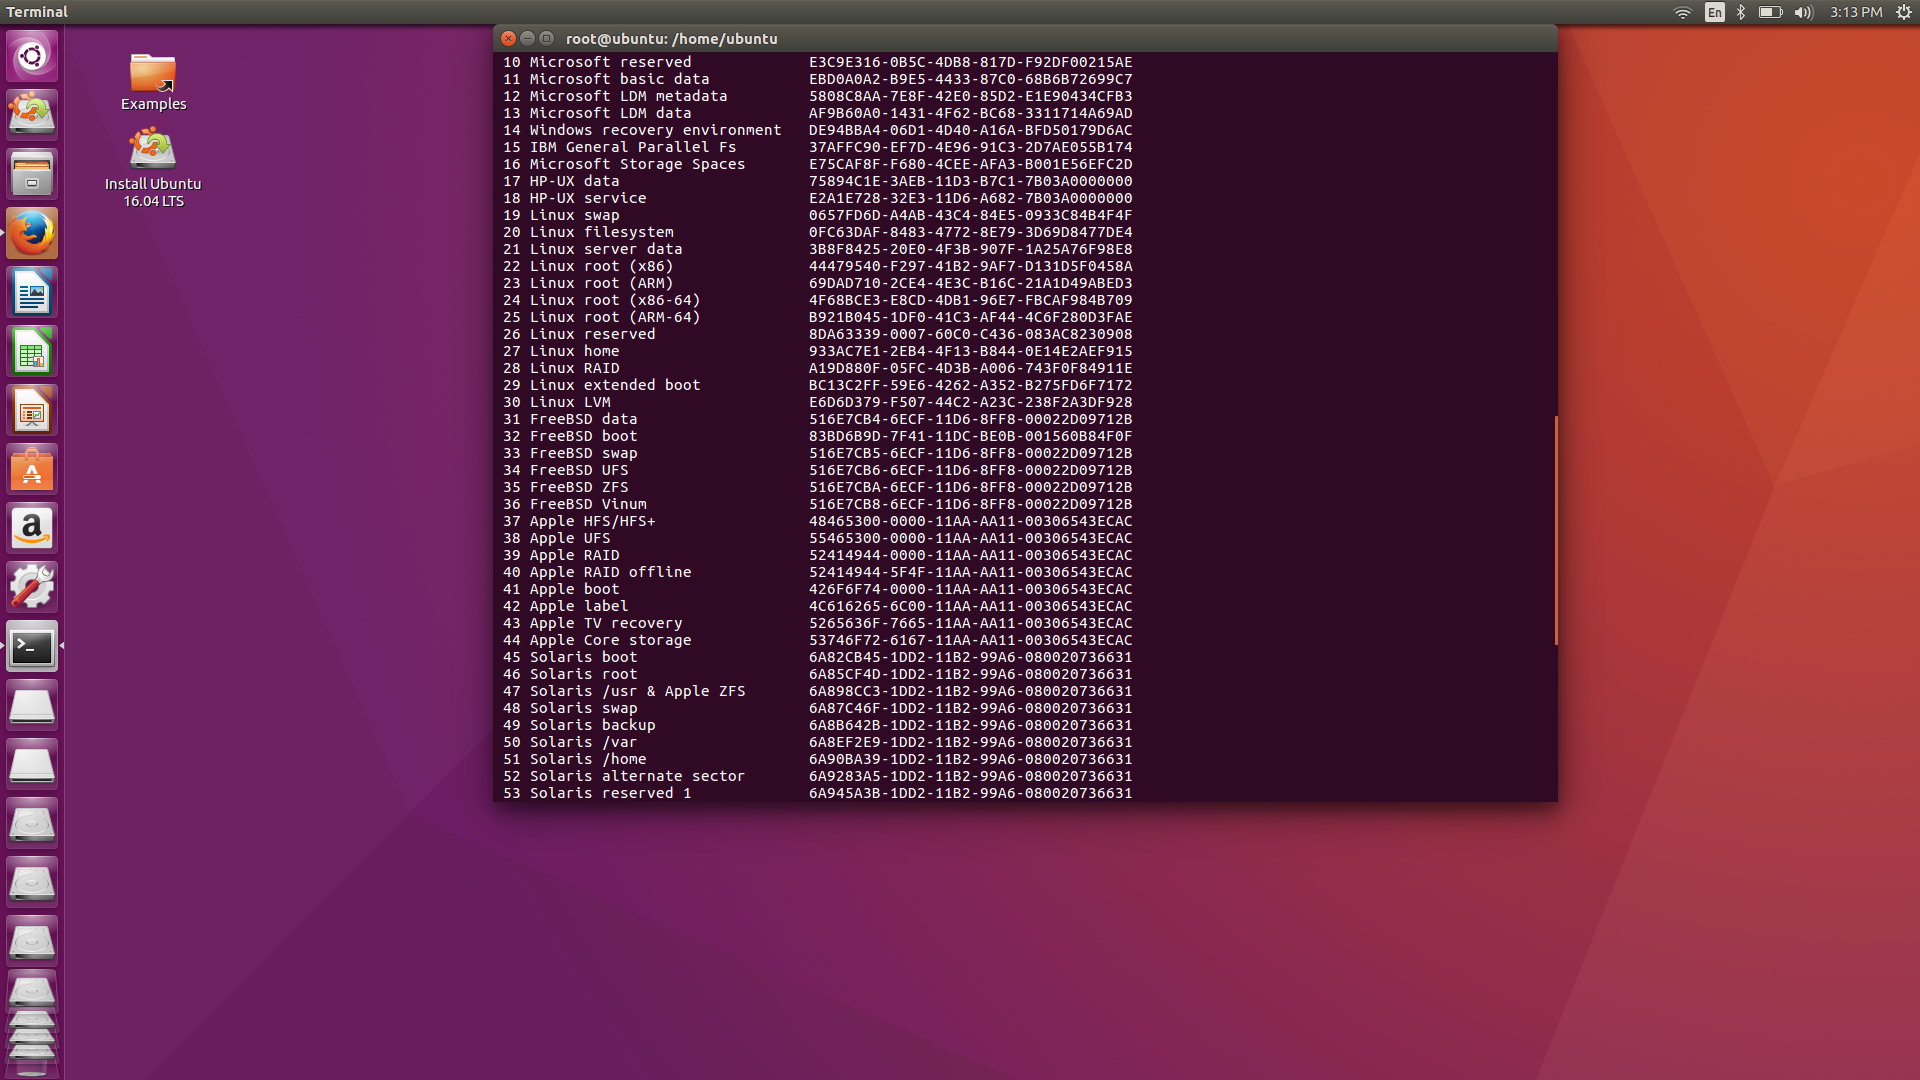 Terminal
En
3:13 PM
Examples
Install Ubuntu
16.04 LTS
root@ubuntu: /home/ubuntu
10 Microsoft reserved E3C9E316-0B5C-4DB8-817D-F92DF00215AE
11 Microsoft basic data EBD0A0A2-B9E5-4433-87C0-68B6B72699C7
12 Microsoft LDM metadata 5808C8AA-7E8F-42E0-85D2-E1E90434CFB3
13 Microsoft LDM data AF9B60A0-1431-4F62-BC68-3311714A69AD
14 Windows recovery environment DE94BBA4-06D1-4D40-A16A-BFD50179D6AC
15 IBM General Parallel Fs 37AFFC90-EF7D-4E96-91C3-2D7AE055B174
16 Microsoft Storage Spaces E75CAF8F-F680-4CEE-AFA3-B001E56EFC2D
17 HP-UX data 75894C1E-3AEB-11D3-B7C1-7B03A0000000
18 HP-UX service E2A1E728-32E3-11D6-A682-7B03A0000000
19 Linux swap 0657FD6D-A4AB-43C4-84E5-0933C84B4F4F
20 Linux filesystem 0FC63DAF-8483-4772-8E79-3D69D8477DE4
21 Linux server data 3B8F8425-20E0-4F3B-907F-1A25A76F98E8
22 Linux root (x86) 44479540-F297-41B2-9AF7-D131D5F0458A
23 Linux root (ARM) 69DAD710-2CE4-4E3C-B16C-21A1D49ABED3
24 Linux root (x86-64) 4F68BCE3-E8CD-4DB1-96E7-FBCAF984B709
25 Linux root (ARM-64) B921B045-1DF0-41C3-AF44-4C6F280D3FAE
26 Linux reserved 8DA63339-0007-60C0-C436-083AC8230908
27 Linux home 933AC7E1-2EB4-4F13-B844-0E14E2AEF915
28 Linux RAID A19D880F-05FC-4D3B-A006-743F0F84911E
29 Linux extended boot BC13C2FF-59E6-4262-A352-B275FD6F7172
30 Linux LVM E6D6D379-F507-44C2-A23C-238F2A3DF928
31 FreeBSD data 516E7CB4-6ECF-11D6-8FF8-00022D09712B
32 FreeBSD boot 83BD6B9D-7F41-11DC-BE0B-001560B84F0F
33 FreeBSD swap 516E7CB5-6ECF-11D6-8FF8-00022D09712B
34 FreeBSD UFS 516E7CB6-6ECF-11D6-8FF8-00022D09712B
35 FreeBSD ZFS 516E7CBA-6ECF-11D6-8FF8-00022D09712B
36 FreeBSD Vinum 516E7CB8-6ECF-11D6-8FF8-00022D09712B
37 Apple HFS/HFS+ 48465300-0000-11AA-AA11-00306543ECAC
38 Apple UFS 55465300-0000-11AA-AA11-00306543ECAC
39 Apple RAID 52414944-0000-11AA-AA11-00306543ECAC
40 Apple RAID offline 52414944-5F4F-11AA-AA11-00306543ECAC
41 Apple boot 426F6F74-0000-11AA-AA11-00306543ECAC
42 Apple label 4C616265-6C00-11AA-AA11-00306543ECAC
43 Apple TV recovery 5265636F-7665-11AA-AA11-00306543ECAC
44 Apple Core storage 53746F72-6167-11AA-AA11-00306543ECAC
45 Solaris boot 6A82CB45-1DD2-11B2-99A6-080020736631
46 Solaris root 6A85CF4D-1DD2-11B2-99A6-080020736631
47 Solaris /usr & Apple ZFS 6A898CC3-1DD2-11B2-99A6-080020736631
48 Solaris swap 6A87C46F-1DD2-11B2-99A6-080020736631
49 Solaris backup 6A8B642B-1DD2-11B2-99A6-080020736631
50 Solaris /var 6A8EF2E9-1DD2-11B2-99A6-080020736631
51 Solaris /home 6A90BA39-1DD2-11B2-99A6-080020736631
52 Solaris alternate sector 6A9283A5-1DD2-11B2-99A6-080020736631
53 Solaris reserved 1 6A945A3B-1DD2-11B2-99A6-080020736631